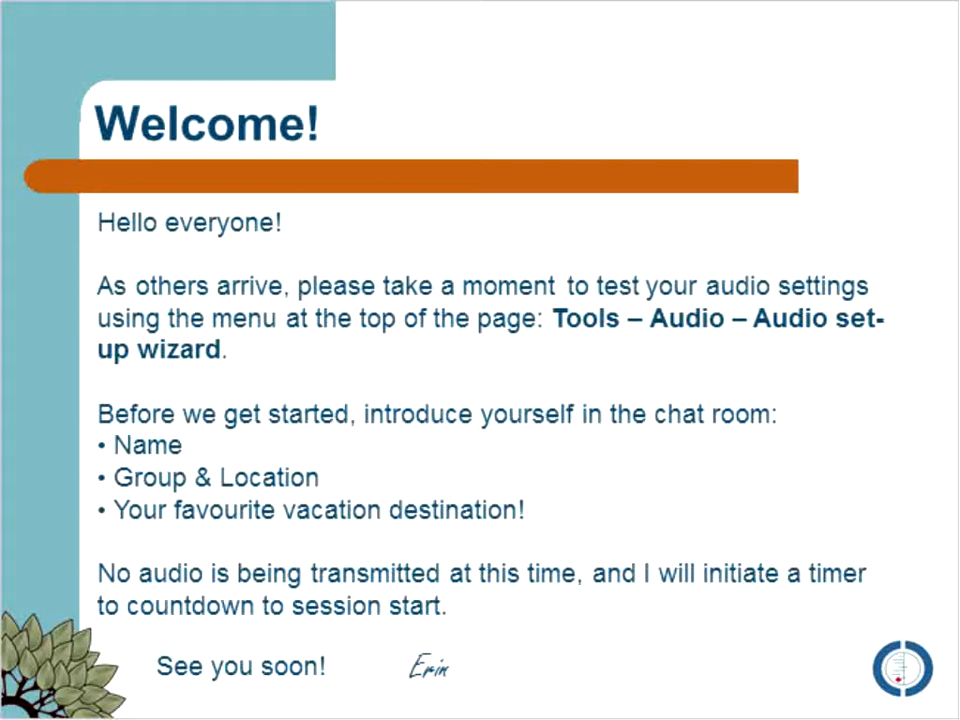 Welcome!
Hello everyone!
As others arrive, please take a moment to test your audio settings
using the menu at the top of the page: Tools – Audio – Audio set-
up wizard.
Before we get started, introduce yourself in the chat room:
• Name
• Group & Location
• Your favourite vacation destination!
No audio is being transmitted at this time, and I will initiate a timer
to countdown to session start.
See you soon! Erin